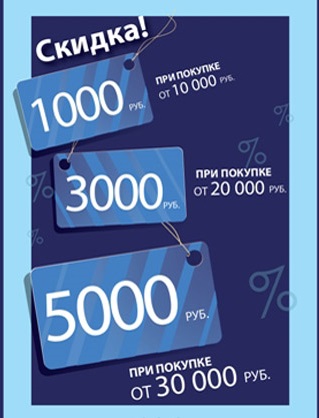 Скидка!
1000 РУБ.
ПРИ ПОКУПКЕ
ОТ 10 000 РУБ.
3000 РУБ.
ПРИ ПОКУПКЕ
ОТ 20 000 РУБ.
5000 РУБ.
ПРИ ПОКУПКЕ
ОТ 30 000 РУБ.
%
%
%
%
%